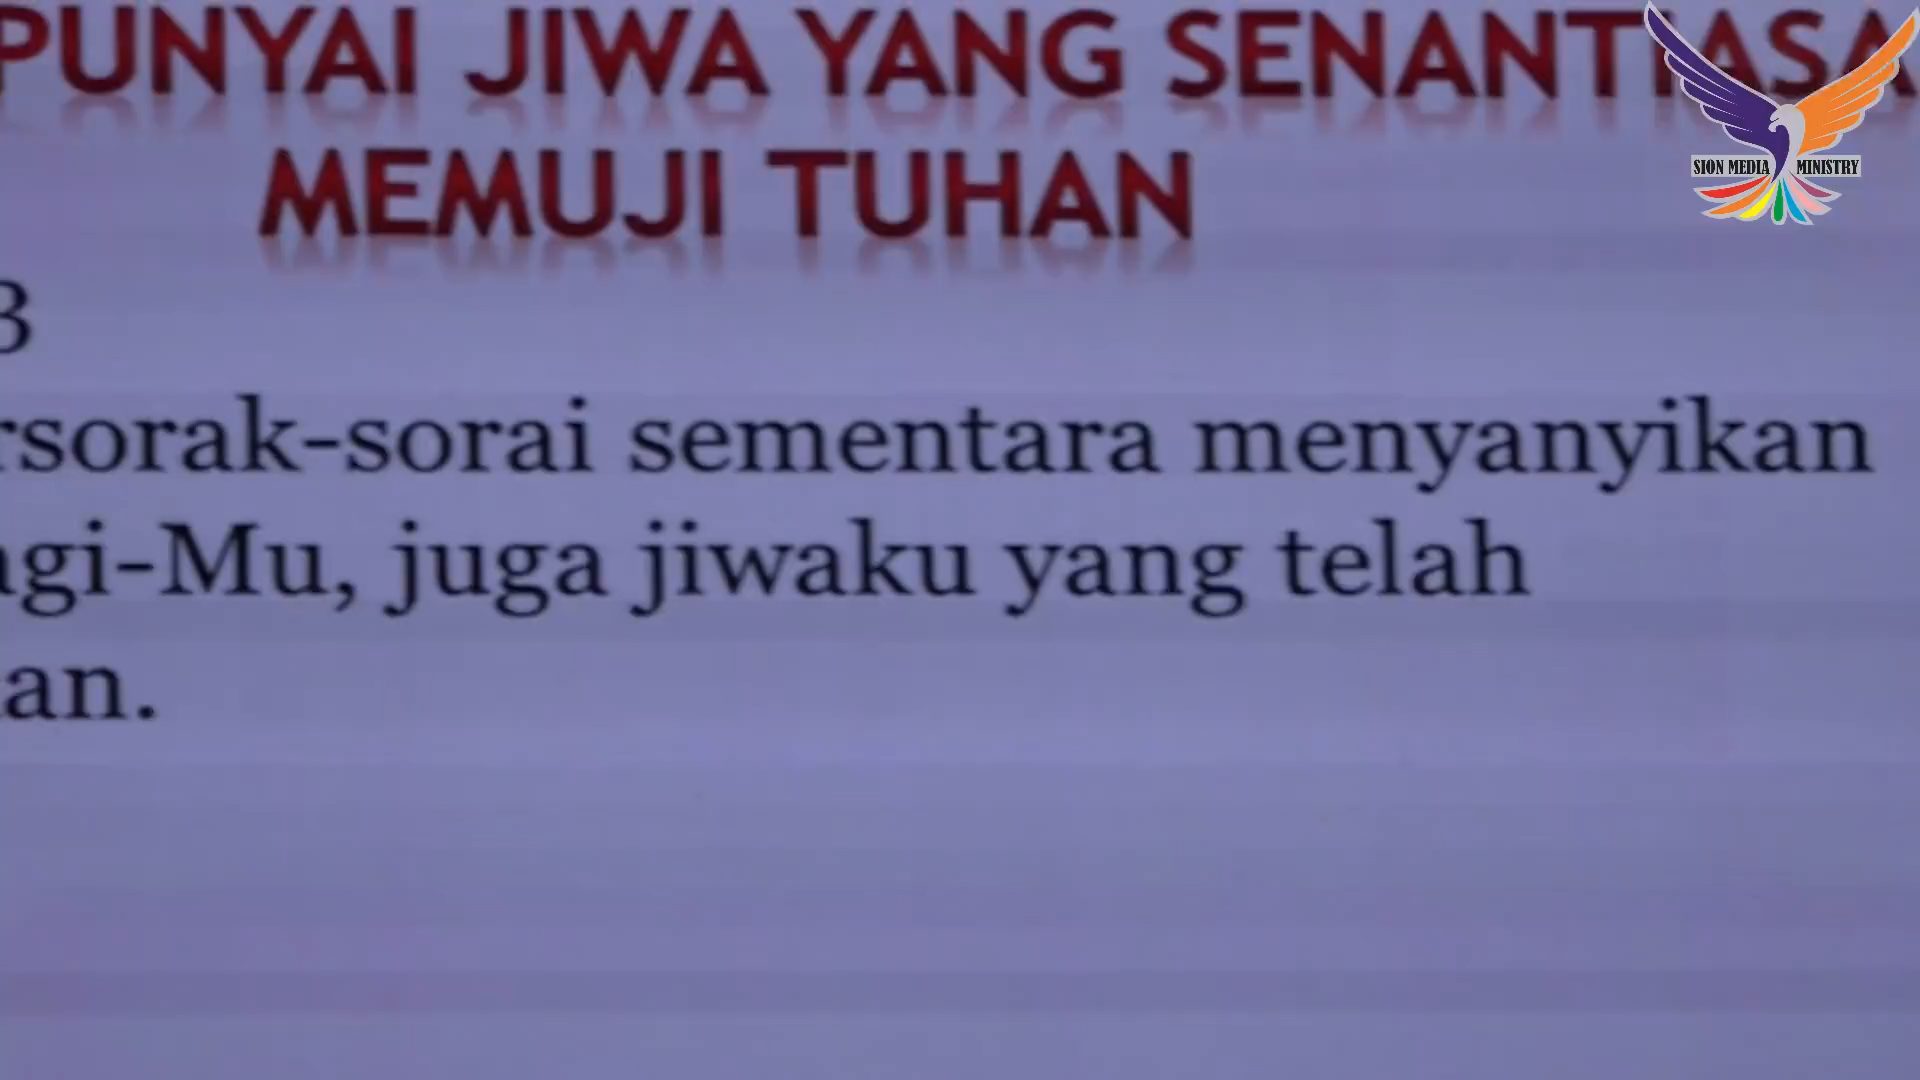 PUNYAI JIWA YANG SENANTIASA
MEMUJI TUHAN
SION MEDIA MINISTRY
3
rsorak-sorai sementara menyanyikan
agi-Mu, juga jiwaku yang telah
an.